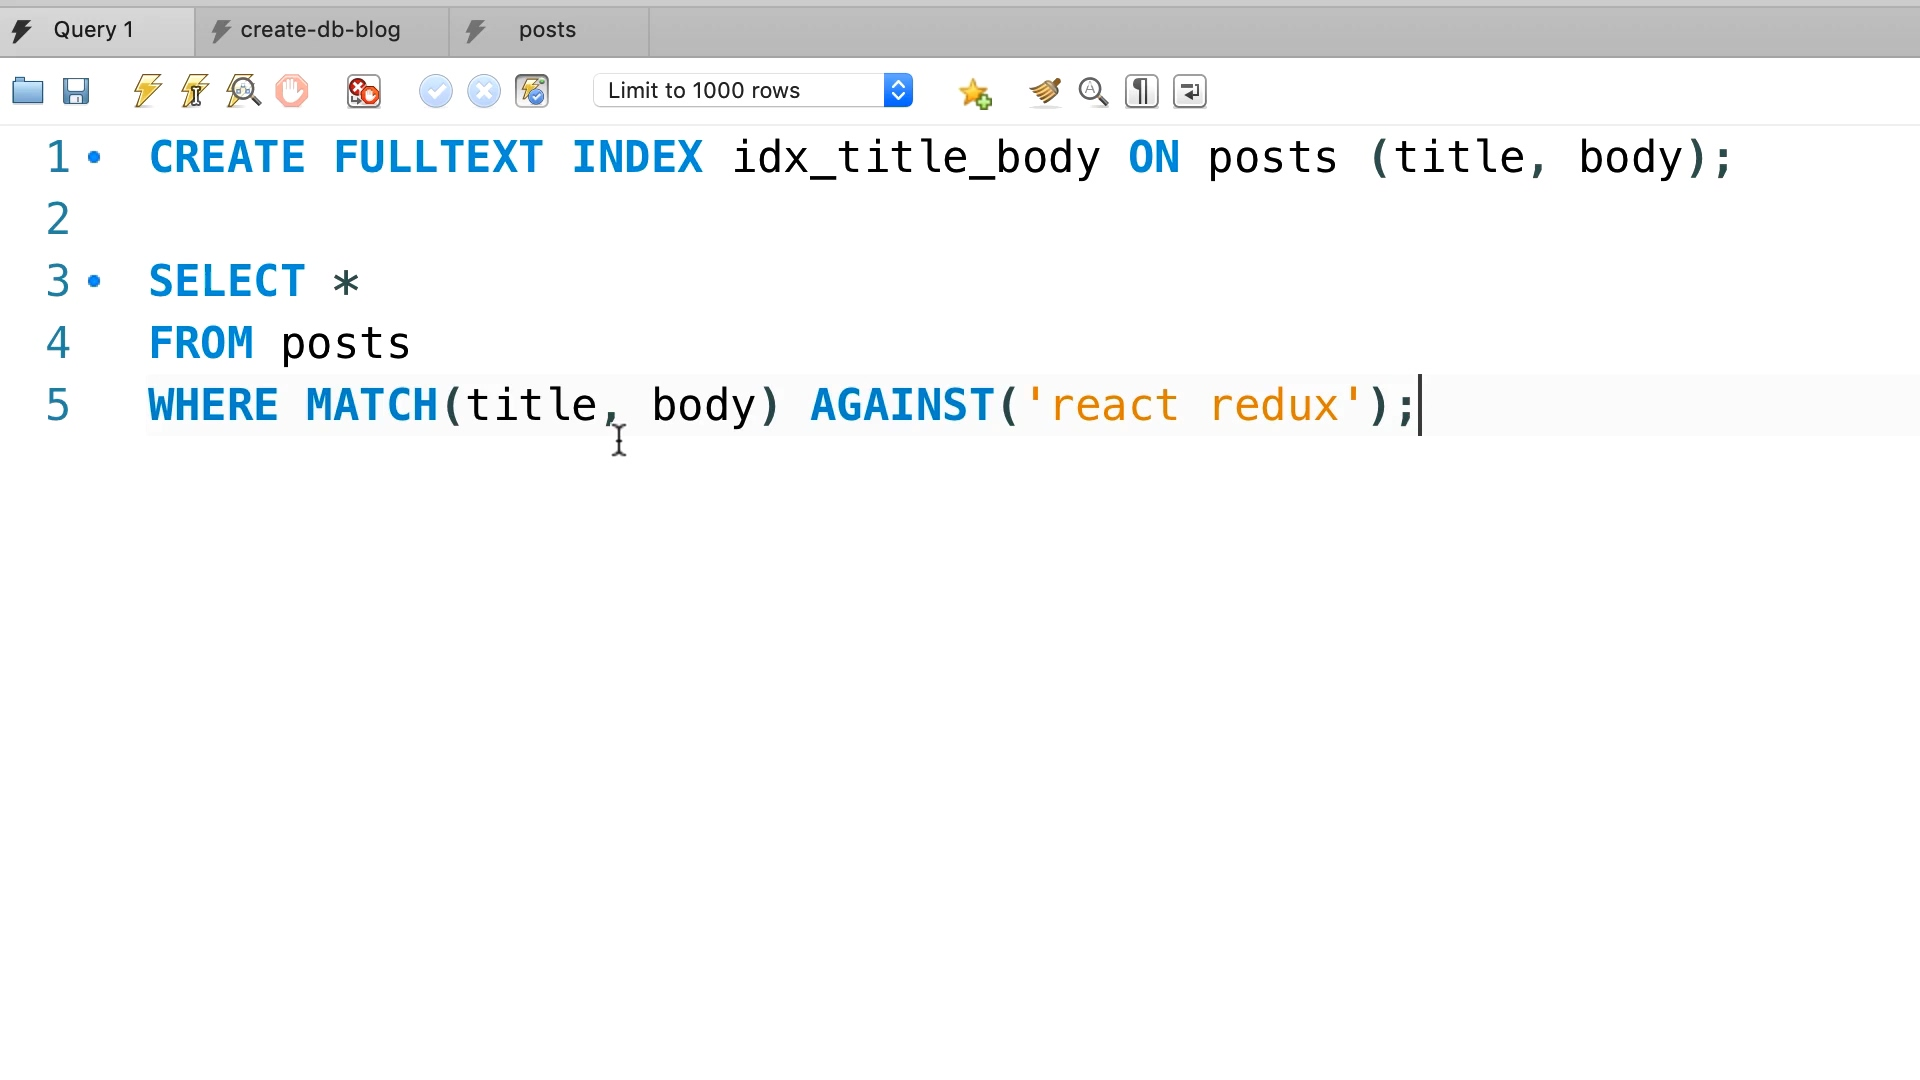 Query 1
create-db-blog
posts
Limit to 1000 rows
1 CREATE FULLTEXT INDEX idx_title_body ON posts (title, body);
2
3 SELECT *
4 FROM posts
5 WHERE MATCH(title, body) AGAINST('react redux');